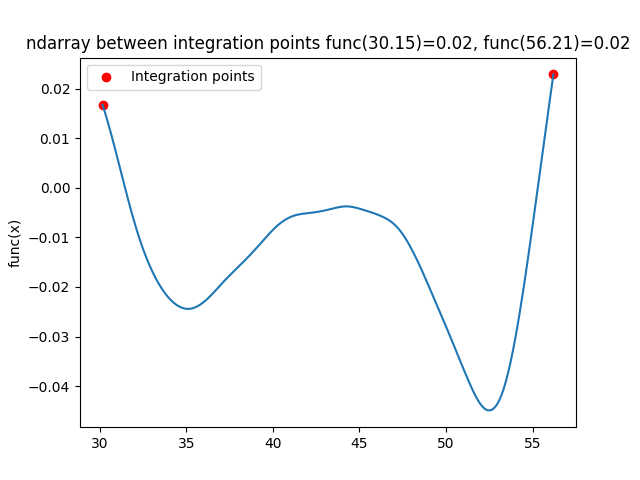 ndarray between integration points func(30.15)=0.02, func(56.21)=0.02
Integration points
func(x)
0.02
0.01
0.00
−0.01
−0.02
−0.03
−0.04
30 35 40 45 50 55